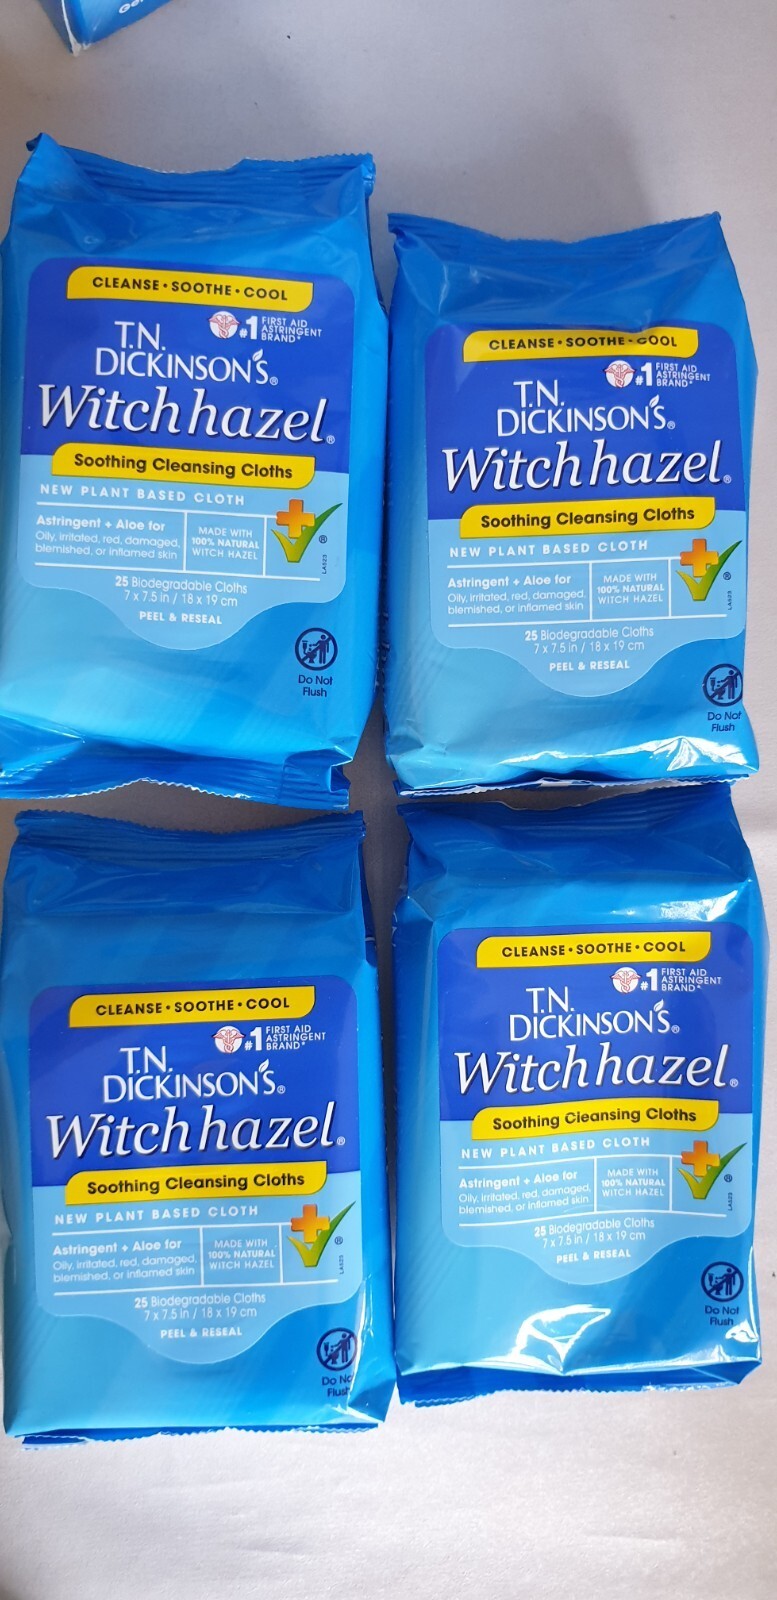 CLEANSE • SOOTHE • COOL
#1 FIRST AID
ASTRINGENT
BRAND*
T.N.
DICKINSON'S®
Witch hazel®
Soothing Cleansing Cloths
NEW PLANT BASED CLOTH
Astringent + Aloe for
Oily, irritated, red, damaged,
blemished, or inflamed skin
MADE WITH
100% NATURAL
WITCH HAZEL
®
LA523
25 Biodegradable Cloths
7 x 7.5 in / 18 x 19 cm
PEEL & RESEAL
Do Not
Flush
CLEANSE • SOOTHE • COOL
#1 FIRST AID
ASTRINGENT
BRAND*
T.N.
DICKINSON'S®
Witch hazel®
Soothing Cleansing Cloths
NEW PLANT BASED CLOTH
Astringent + Aloe for
Oily, irritated, red, damaged,
blemished, or inflamed skin
MADE WITH
100% NATURAL
WITCH HAZEL
®
LA523
25 Biodegradable Cloths
7 x 7.5 in / 18 x 19 cm
PEEL & RESEAL
Do Not
Flush
CLEANSE • SOOTHE • COOL
#1 FIRST AID
ASTRINGENT
BRAND*
T.N.
DICKINSON'S®
Witch hazel®
Soothing Cleansing Cloths
NEW PLANT BASED CLOTH
Astringent + Aloe for
Oily, irritated, red, damaged,
blemished, or inflamed skin
MADE WITH
100% NATURAL
WITCH HAZEL
®
LA523
25 Biodegradable Cloths
7 x 7.5 in / 18 x 19 cm
PEEL & RESEAL
Do Not
Flush
CLEANSE • SOOTHE • COOL
#1 FIRST AID
ASTRINGENT
BRAND*
T.N.
DICKINSON'S®
Witch hazel®
Soothing Cleansing Cloths
NEW PLANT BASED CLOTH
Astringent + Aloe for
Oily, irritated, red, damaged,
blemished, or inflamed skin
MADE WITH
100% NATURAL
WITCH HAZEL
®
LA523
25 Biodegradable Cloths
7 x 7.5 in / 18 x 19 cm
PEEL & RESEAL
Do Not
Flush